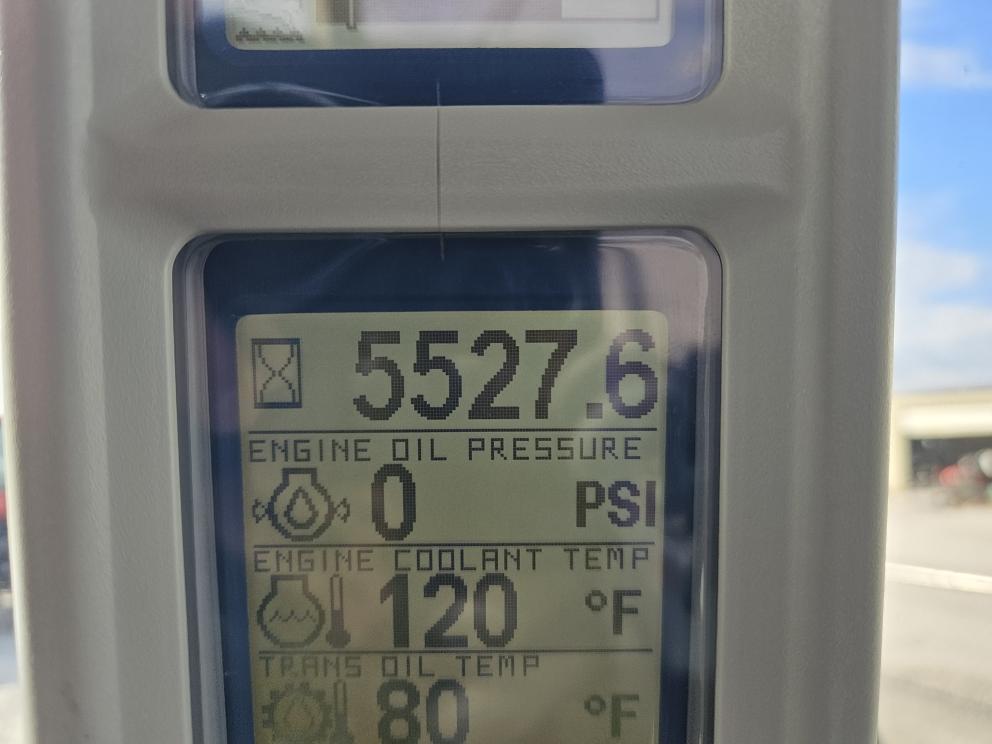 5527.6
ENGINE OIL PRESSURE
0 PSI
ENGINE COOLANT TEMP
120 °F
TRANS OIL TEMP
80 °F